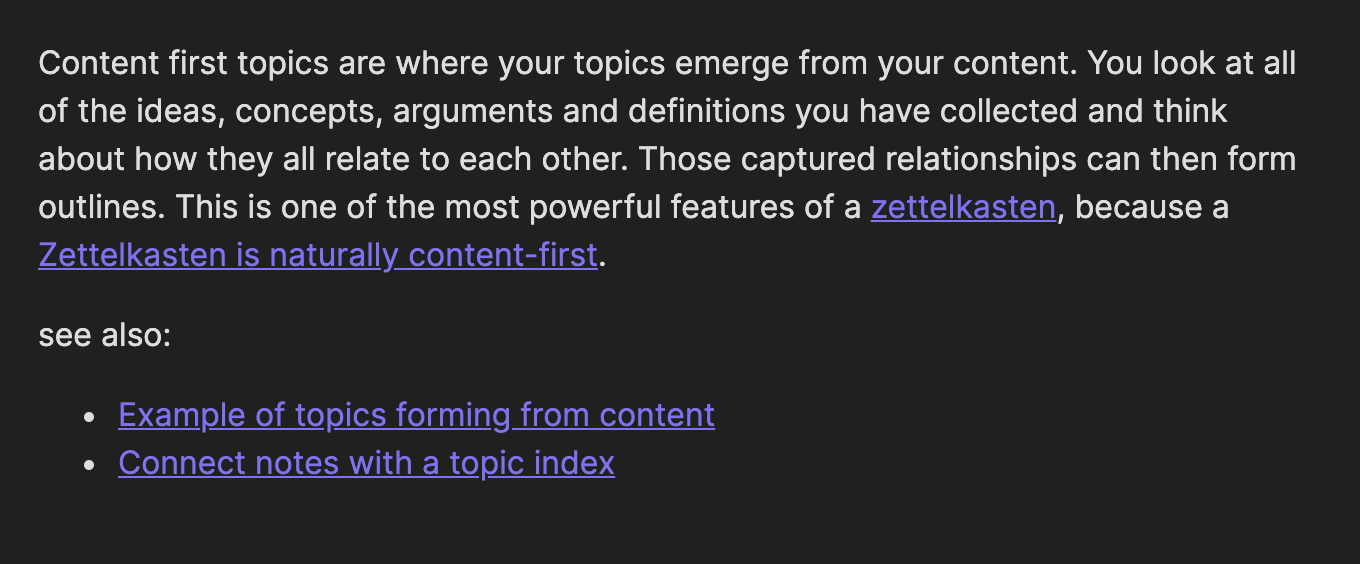 Content first topics are where your topics emerge from your content. You look at all
of the ideas, concepts, arguments and definitions you have collected and think
about how they all relate to each other. Those captured relationships can then form
outlines. This is one of the most powerful features of a zettelkasten, because a
Zettelkasten is naturally content-first.
see also:
• Example of topics forming from content
• Connect notes with a topic index